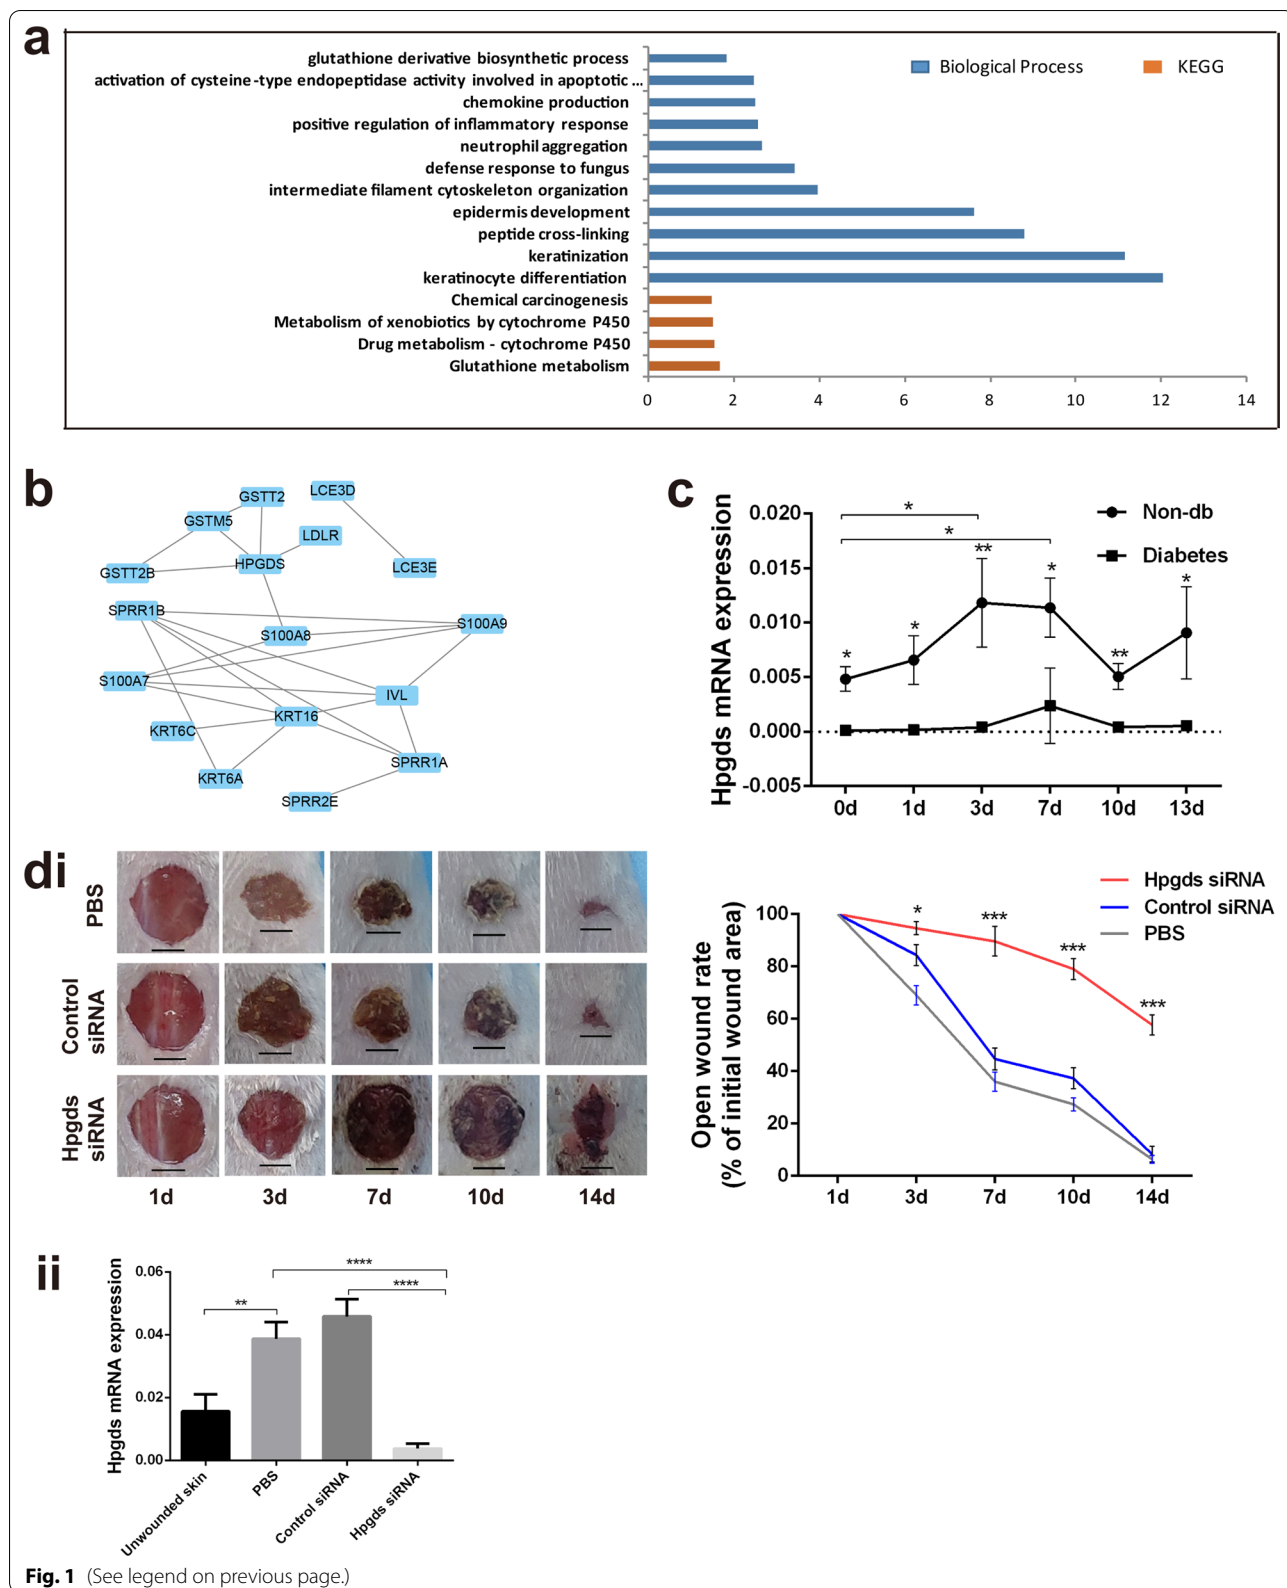 a
glutathione derivative biosynthetic process
activation of cysteine-type endopeptidase activity involved in apoptotic ...
chemokine production
positive regulation of inflammatory response
neutrophil aggregation
defense response to fungus
intermediate filament cytoskeleton organization
epidermis development
peptide cross-linking
keratinization
keratinocyte differentiation
Chemical carcinogenesis
Metabolism of xenobiotics by cytochrome P450
Drug metabolism - cytochrome P450
Glutathione metabolism
Biological Process
KEGG
0 2 4 6 8 10 12 14
b
GSTT2
LCE3D
GSTM5
LDLR
HPGDS
LCE3E
GSTT2B
SPRR1B
S100A8
S100A9
S100A7
IVL
KRT16
KRT6C
SPRR1A
KRT6A
SPRR2E
c
Hpgds mRNA expression
0.020
0.015
0.010
0.005
0.000
-0.005
*
*
*
*
**
*
**
*
Non-db
Diabetes
0d 1d 3d 7d 10d 13d
di
PBS
Control siRNA
Hpgds siRNA
1d 3d 7d 10d 14d
Open wound rate
(% of initial wound area)
100
80
60
40
20
0
*
***
***
***
Hpgds siRNA
Control siRNA
PBS
1d 3d 7d 10d 14d
ii
Hpgds mRNA expression
0.06
0.04
0.02
0.00
**
****
****
Unwounded skin
PBS
Control siRNA
Hpgds siRNA
Fig. 1 (See legend on previous page.)